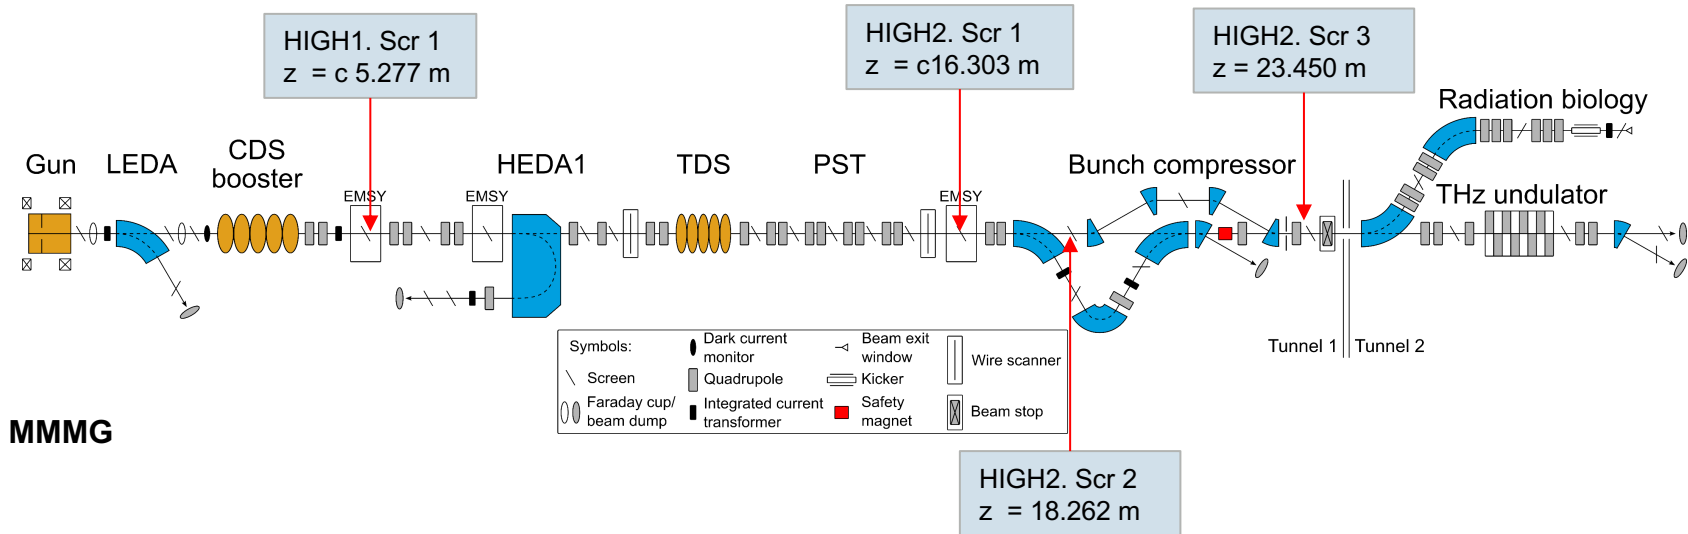 HIGH1. Scr 1
z  = c 5.277 m
HIGH2. Scr 1
z  = c16.303 m
HIGH2. Scr 3
z = 23.450 m
Radiation biology
Gun
LEDA
CDS
booster
HEDA1
TDS
PST
Bunch compressor
THz undulator
EMSY
EMSY
EMSY
Tunnel 1
Tunnel 2
Symbols:
Screen
Faraday cup/
beam dump
Dark current
monitor
Quadrupole
Integrated current
transformer
Beam exit
window
Kicker
Safety
magnet
Wire scanner
Beam stop
MMMG
HIGH2. Scr 2
z  = 18.262 m